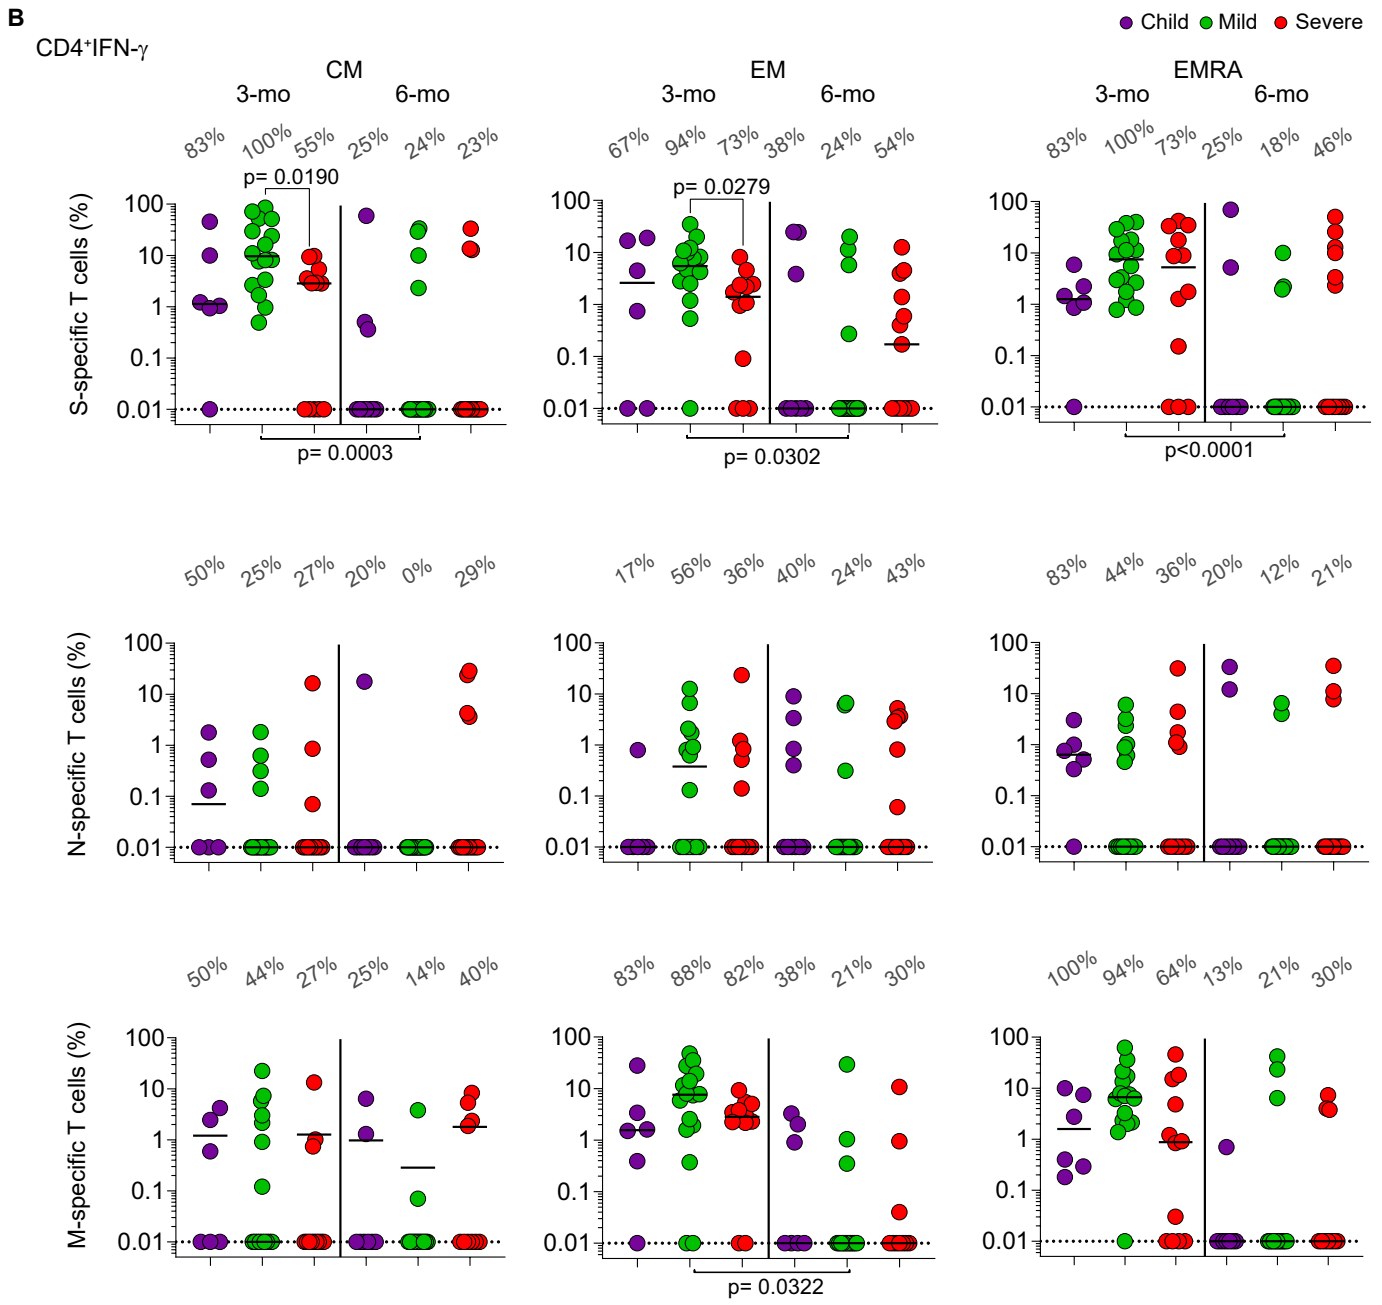 B
Child Mild Severe
CD4⁺IFN-γ
CM EM EMRA
3-mo 6-mo 3-mo 6-mo 3-mo 6-mo
83% 100% 55% 25% 24% 23% 67% 94% 73% 38% 24% 54% 83% 100% 73% 25% 18% 46%
p= 0.0190
p= 0.0279
S-specific T cells (%)
100 100 100
10 10 10
1 1 1
0.1 0.1 0.1
0.01 0.01 0.01
p= 0.0003 p= 0.0302 p<0.0001
50% 25% 27% 20% 0% 29% 17% 56% 36% 40% 24% 43% 83% 44% 36% 20% 12% 21%
N-specific T cells (%)
100 100 100
10 10 10
1 1 1
0.1 0.1 0.1
0.01 0.01 0.01
50% 44% 27% 25% 14% 40% 83% 88% 82% 38% 21% 30% 100% 94% 64% 13% 21% 30%
M-specific T cells (%)
100 100 100
10 10 10
1 1 1
0.1 0.1 0.1
0.01 0.01 0.01
p= 0.0322